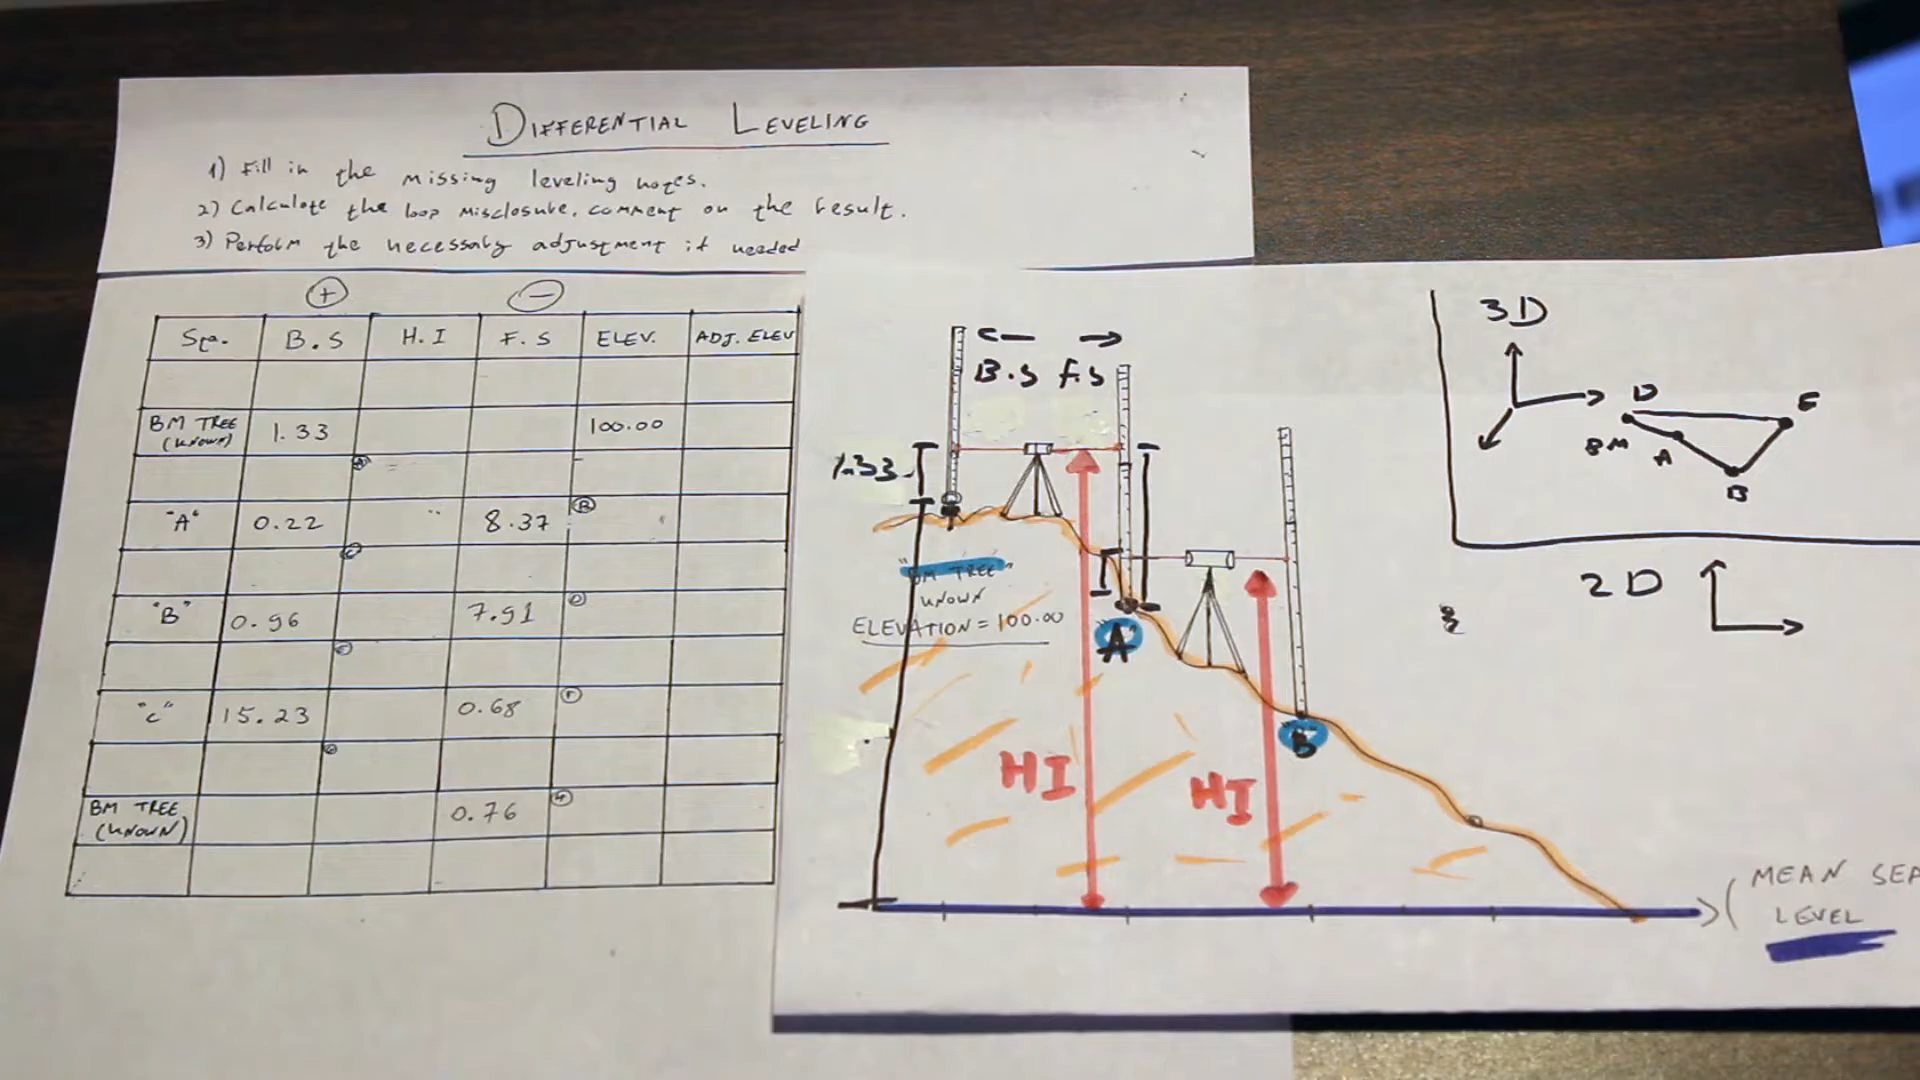 DIFFERENTIAL LEVELING
1) Fill in the missing leveling notes.
2) Calculate the loop misclosure, comment on the result.
3) Perform the necessary adjustment if needed
+ −
Sta. B.S H.I F.S ELEV. ADJ. ELEV
BM TREE (KNOWN) 1.33 100.00
A
"A" 0.22 8.37 B
C
"B" 0.96 7.91 D
E
"C" 15.23 0.68 F
G
BM TREE (KNOWN) 0.76 H
B.S F.S
1.33
"BM TREE"
KNOWN
ELEVATION = 100.00
"A"
"B"
HI
HI
MEAN SEA
LEVEL
3D
D
BM
A
B
2D